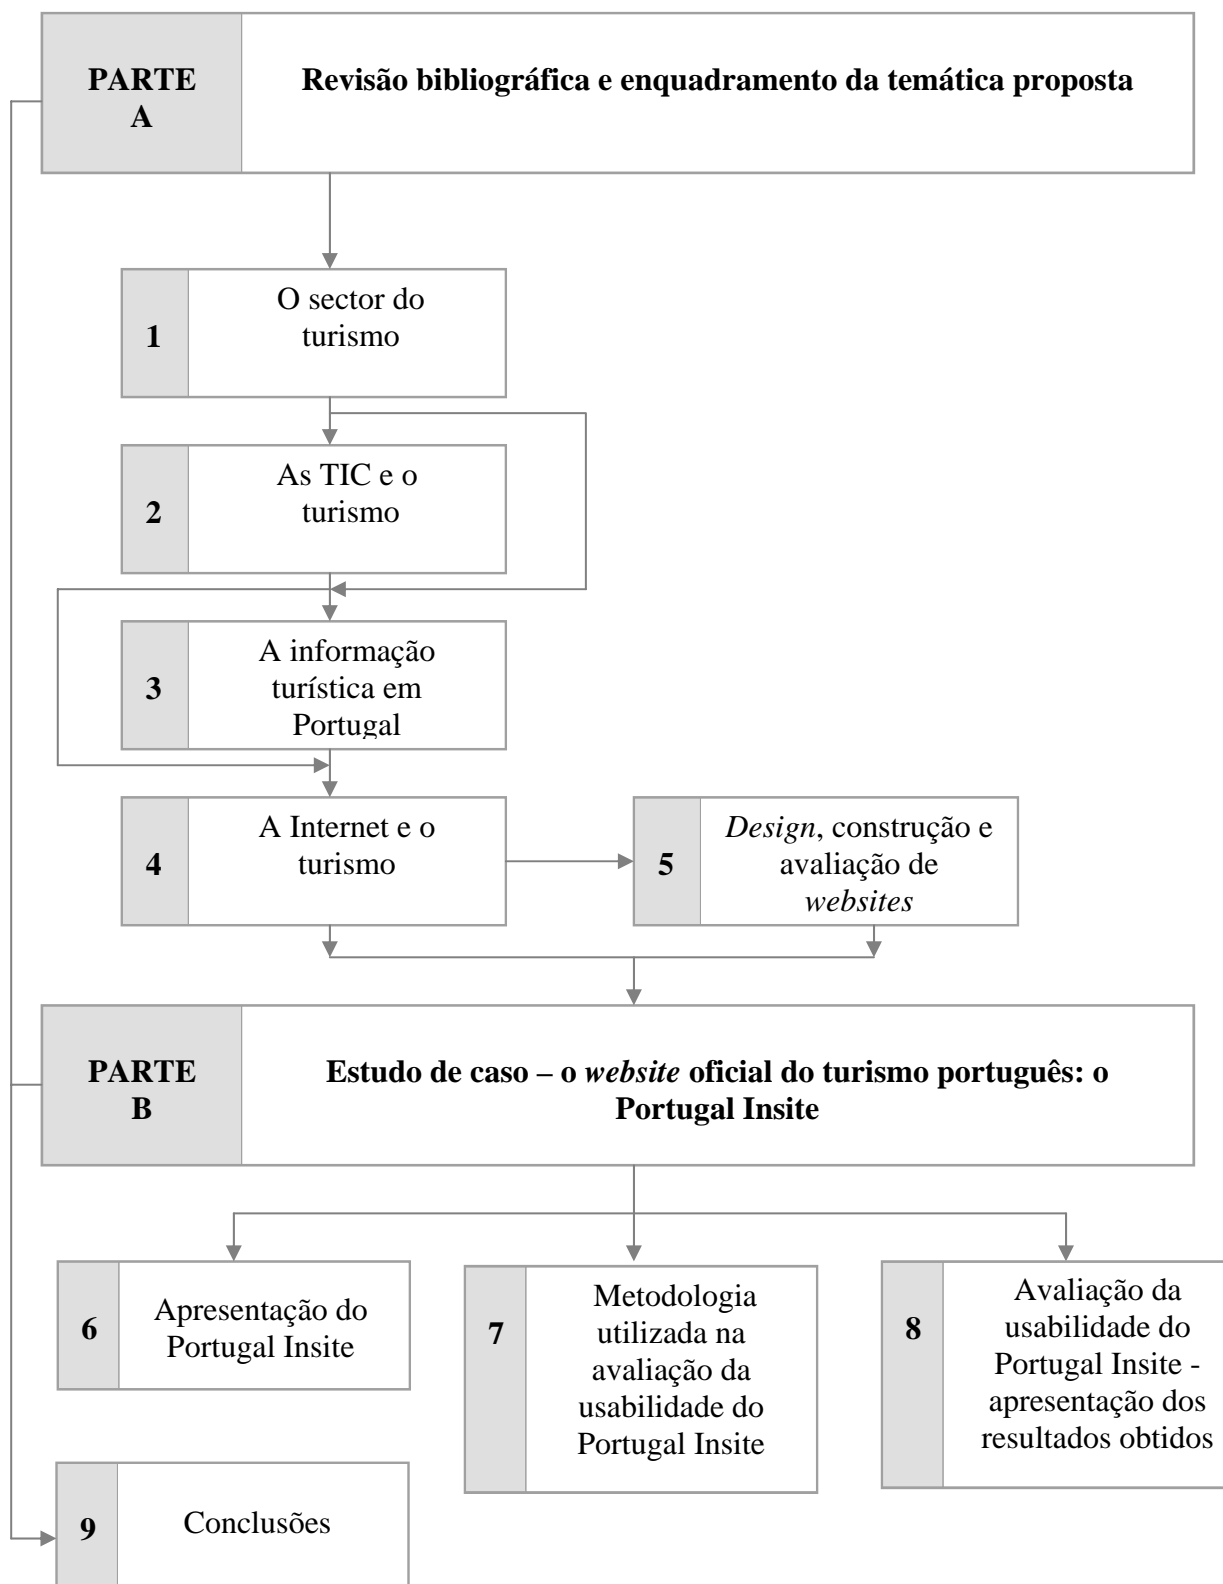 PARTE
A
Revisão bibliográfica e enquadramento da temática proposta
1
O sector do
turismo
2
As TIC e o
turismo
3
A informação
turística em
Portugal
4
A Internet e o
turismo
5
Design, construção e
avaliação de
websites
PARTE
B
Estudo de caso – o website oficial do turismo português: o
Portugal Insite
6
Apresentação do
Portugal Insite
7
Metodologia
utilizada na
avaliação da
usabilidade do
Portugal Insite
8
Avaliação da
usabilidade do
Portugal Insite -
apresentação dos
resultados obtidos
9
Conclusões